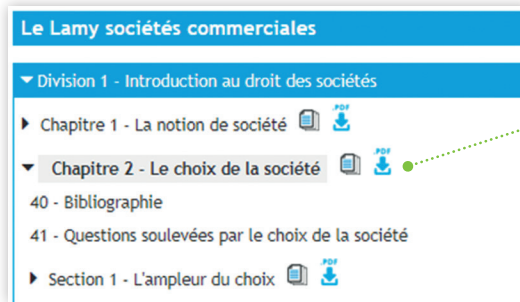 Le Lamy sociétés commerciales
Division 1 - Introduction au droit des sociétés
Chapitre 1 - La notion de société .PDF
Chapitre 2 - Le choix de la société .PDF
40 - Bibliographie
41 - Questions soulevées par le choix de la société
Section 1 - L'ampleur du choix .PDF